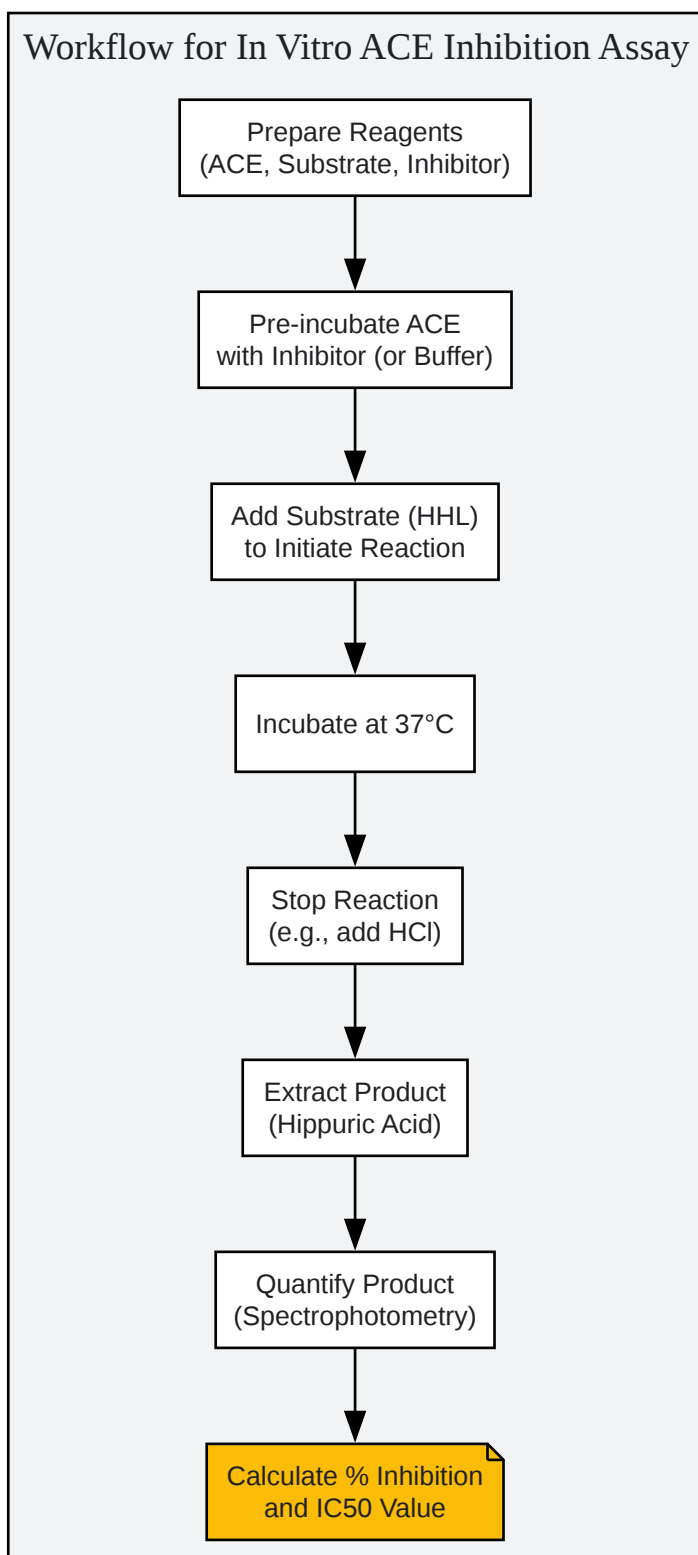 Workflow for In Vitro ACE Inhibition Assay
Prepare Reagents
(ACE, Substrate, Inhibitor)
Pre-incubate ACE
with Inhibitor (or Buffer)
Add Substrate (HHL)
to Initiate Reaction
Incubate at 37°C
Stop Reaction
(e.g., add HCl)
Extract Product
(Hippuric Acid)
Quantify Product
(Spectrophotometry)
Calculate % Inhibition
and IC50 Value